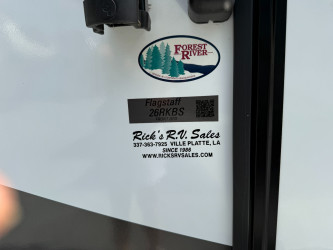 FOREST
RIVER
Flagstaff
26RKBS
Rick's R.V. Sales
337-363-7925 VILLE PLATTE, LA
SINCE 1986
WWW.RICKSRVSALES.COM